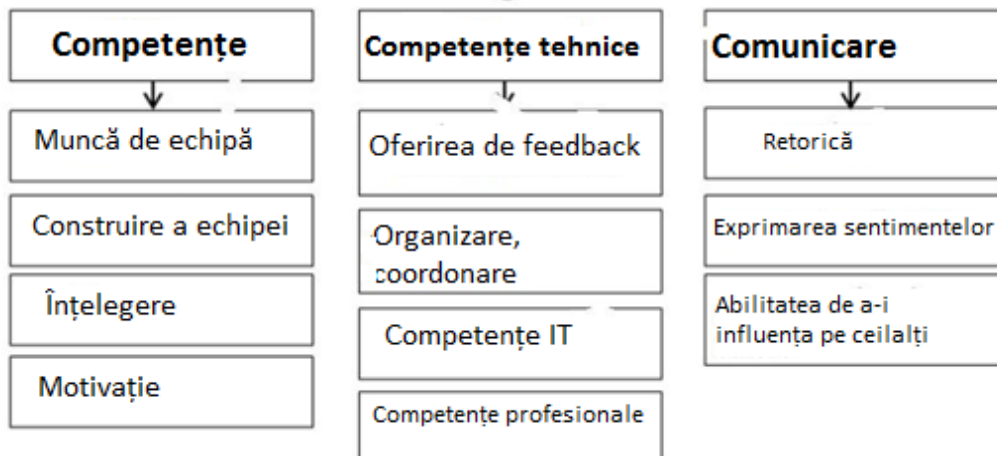 Competențe
Muncă de echipă
Construire a echipei
Înțelegere
Motivație
Competențe tehnice
Oferirea de feedback
Organizare,
coordonare
Competențe IT
Competențe profesionale
Comunicare
Retorică
Exprimarea sentimentelor
Abilitatea de a-i
influența pe ceilalți